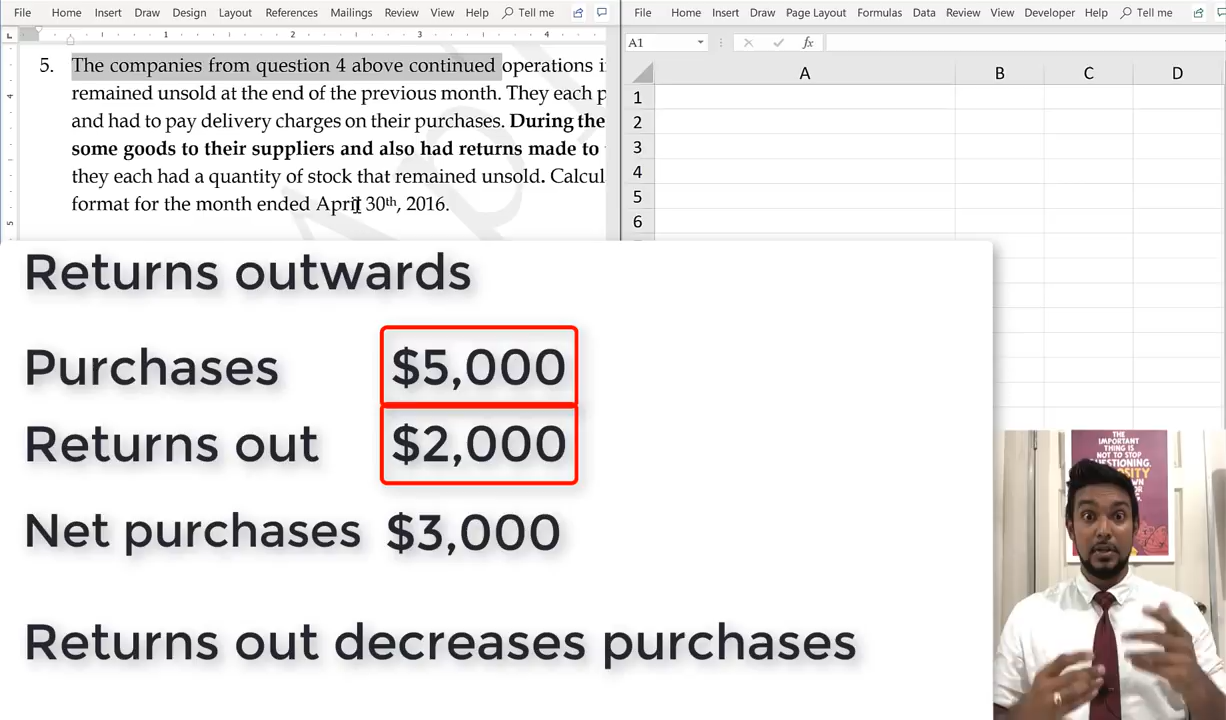 File Home Insert Draw Design Layout References Mailings Review View Help Tell me
File Home Insert Draw Page Layout Formulas Data Review View Developer Help Tell me
1 2 3 4
A1 fx
A B C D
1
2
3
4
5
6
5. The companies from question 4 above continued operations i
remained unsold at the end of the previous month. They each p
and had to pay delivery charges on their purchases. During the
some goods to their suppliers and also had returns made to
they each had a quantity of stock that remained unsold. Calcul
format for the month ended April 30th, 2016.
Returns outwards
Purchases $5,000
Returns out $2,000
Net purchases $3,000
Returns out decreases purchases
THE
IMPORTANT
THING IS
NOT TO STOP
QUESTIONING.